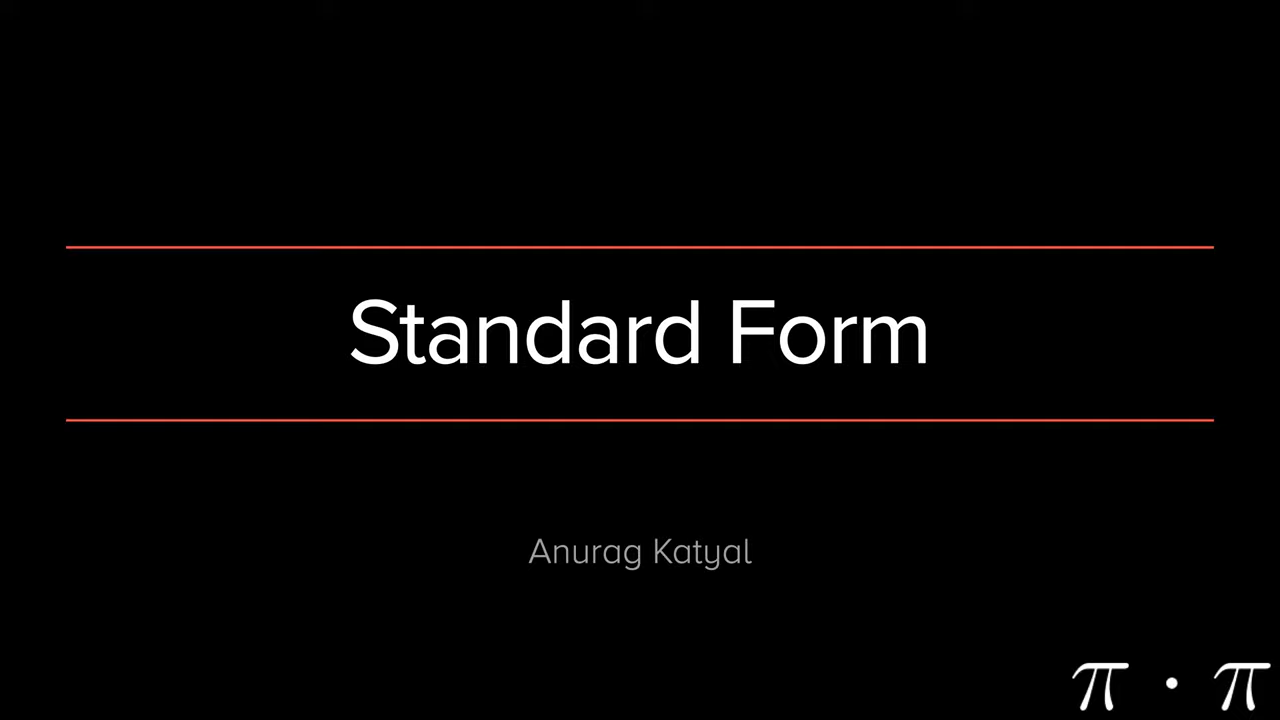 Standard Form
Anurag Katyal
π · π